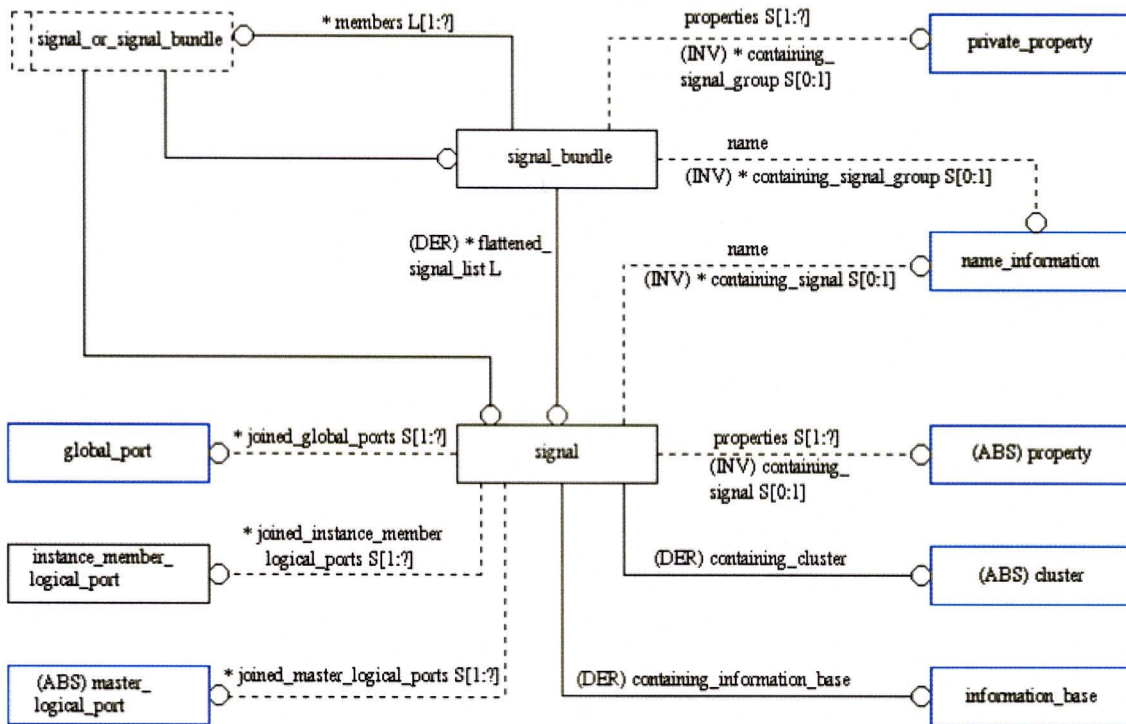 * members L[1:?]
properties S[1:?]
signal_or_signal_bundle
private_property
(INV) * containing_
signal_group S[0:1]
name
signal_bundle
(INV) * containing_signal_group S[0:1]
(DER) * flattened_
signal_list L
name
name_information
(INV) * containing_signal S[0:1]
* joined_global_ports S[1:?]
properties S[1:?]
global_port
signal
(ABS) property
(INV) containing_
signal S[0:1]
* joined_instance_member
logical_ports S[1:?]
instance_member_
logical_port
(DER) containing_cluster
(ABS) cluster
* joined_master_logical_ports S[1:?]
(ABS) master_
logical_port
(DER) containing_information_base
information_base